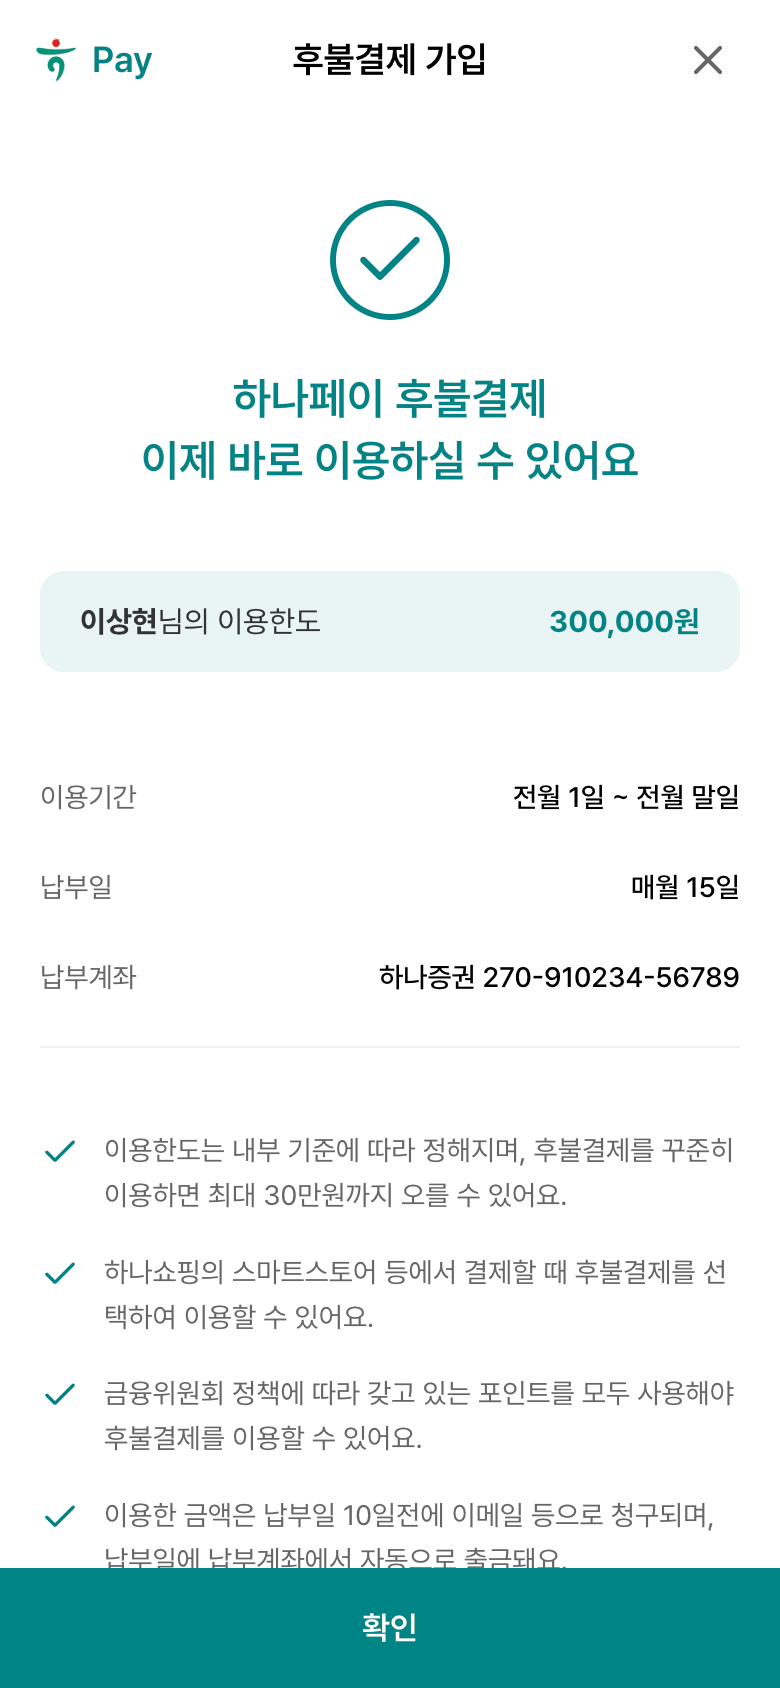 Pay
후불결제 가입
하나페이 후불결제
이제 바로 이용하실 수 있어요
이상현님의 이용한도 300,000원
이용기간 전월 1일 ~ 전월 말일
납부일 매월 15일
납부계좌 하나증권 270-910234-56789
이용한도는 내부 기준에 따라 정해지며, 후불결제를 꾸준히
이용하면 최대 30만원까지 오를 수 있어요.
하나쇼핑의 스마트스토어 등에서 결제할 때 후불결제를 선
택하여 이용할 수 있어요.
금융위원회 정책에 따라 갖고 있는 포인트를 모두 사용해야
후불결제를 이용할 수 있어요.
이용한 금액은 납부일 10일전에 이메일 등으로 청구되며,
납부일에 납부계좌에서 자동으로 출금돼요.
확인